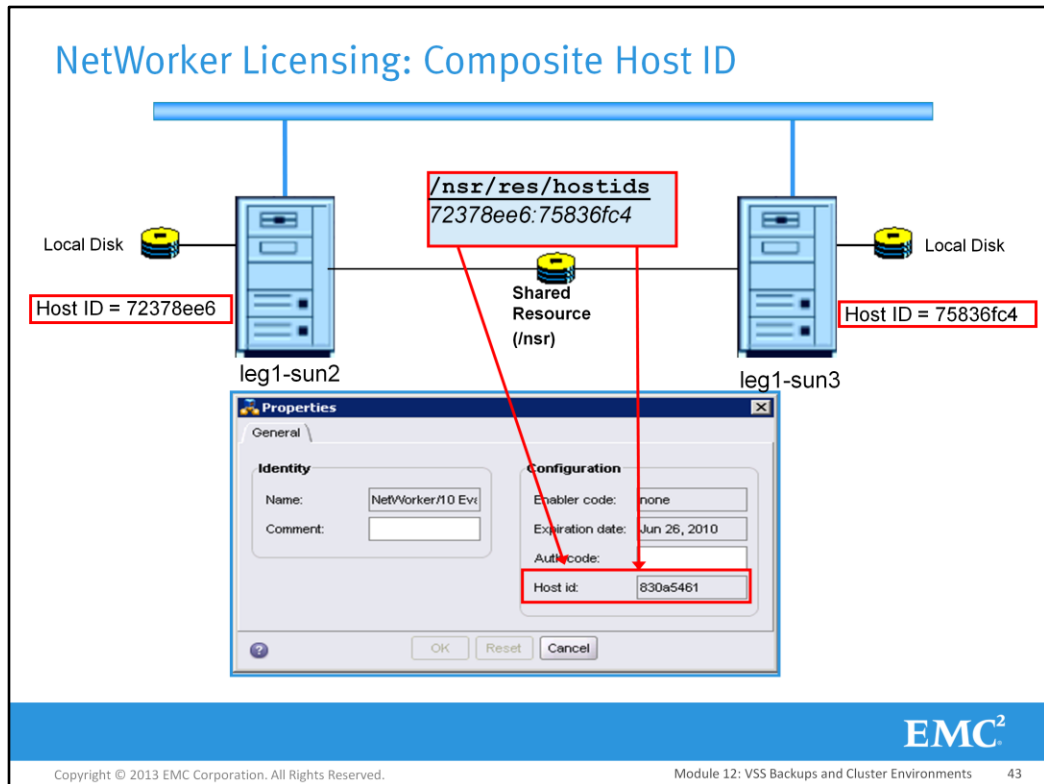 NetWorker Licensing: Composite Host ID
/nsr/res/hostids
72378ee6:75836fc4
Local Disk
Local Disk
Shared
Resource
(/nsr)
Host ID = 72378ee6
Host ID = 75836fc4
leg1-sun2
leg1-sun3
Properties
General
Identity
Name: NetWorker/10 Eva
Comment:
Configuration
Enabler code: none
Expiration date: Jun 26, 2010
Auth code:
Host id: 830a5461
OK Reset Cancel
EMC²
Copyright © 2013 EMC Corporation. All Rights Reserved.
Module 12: VSS Backups and Cluster Environments 43